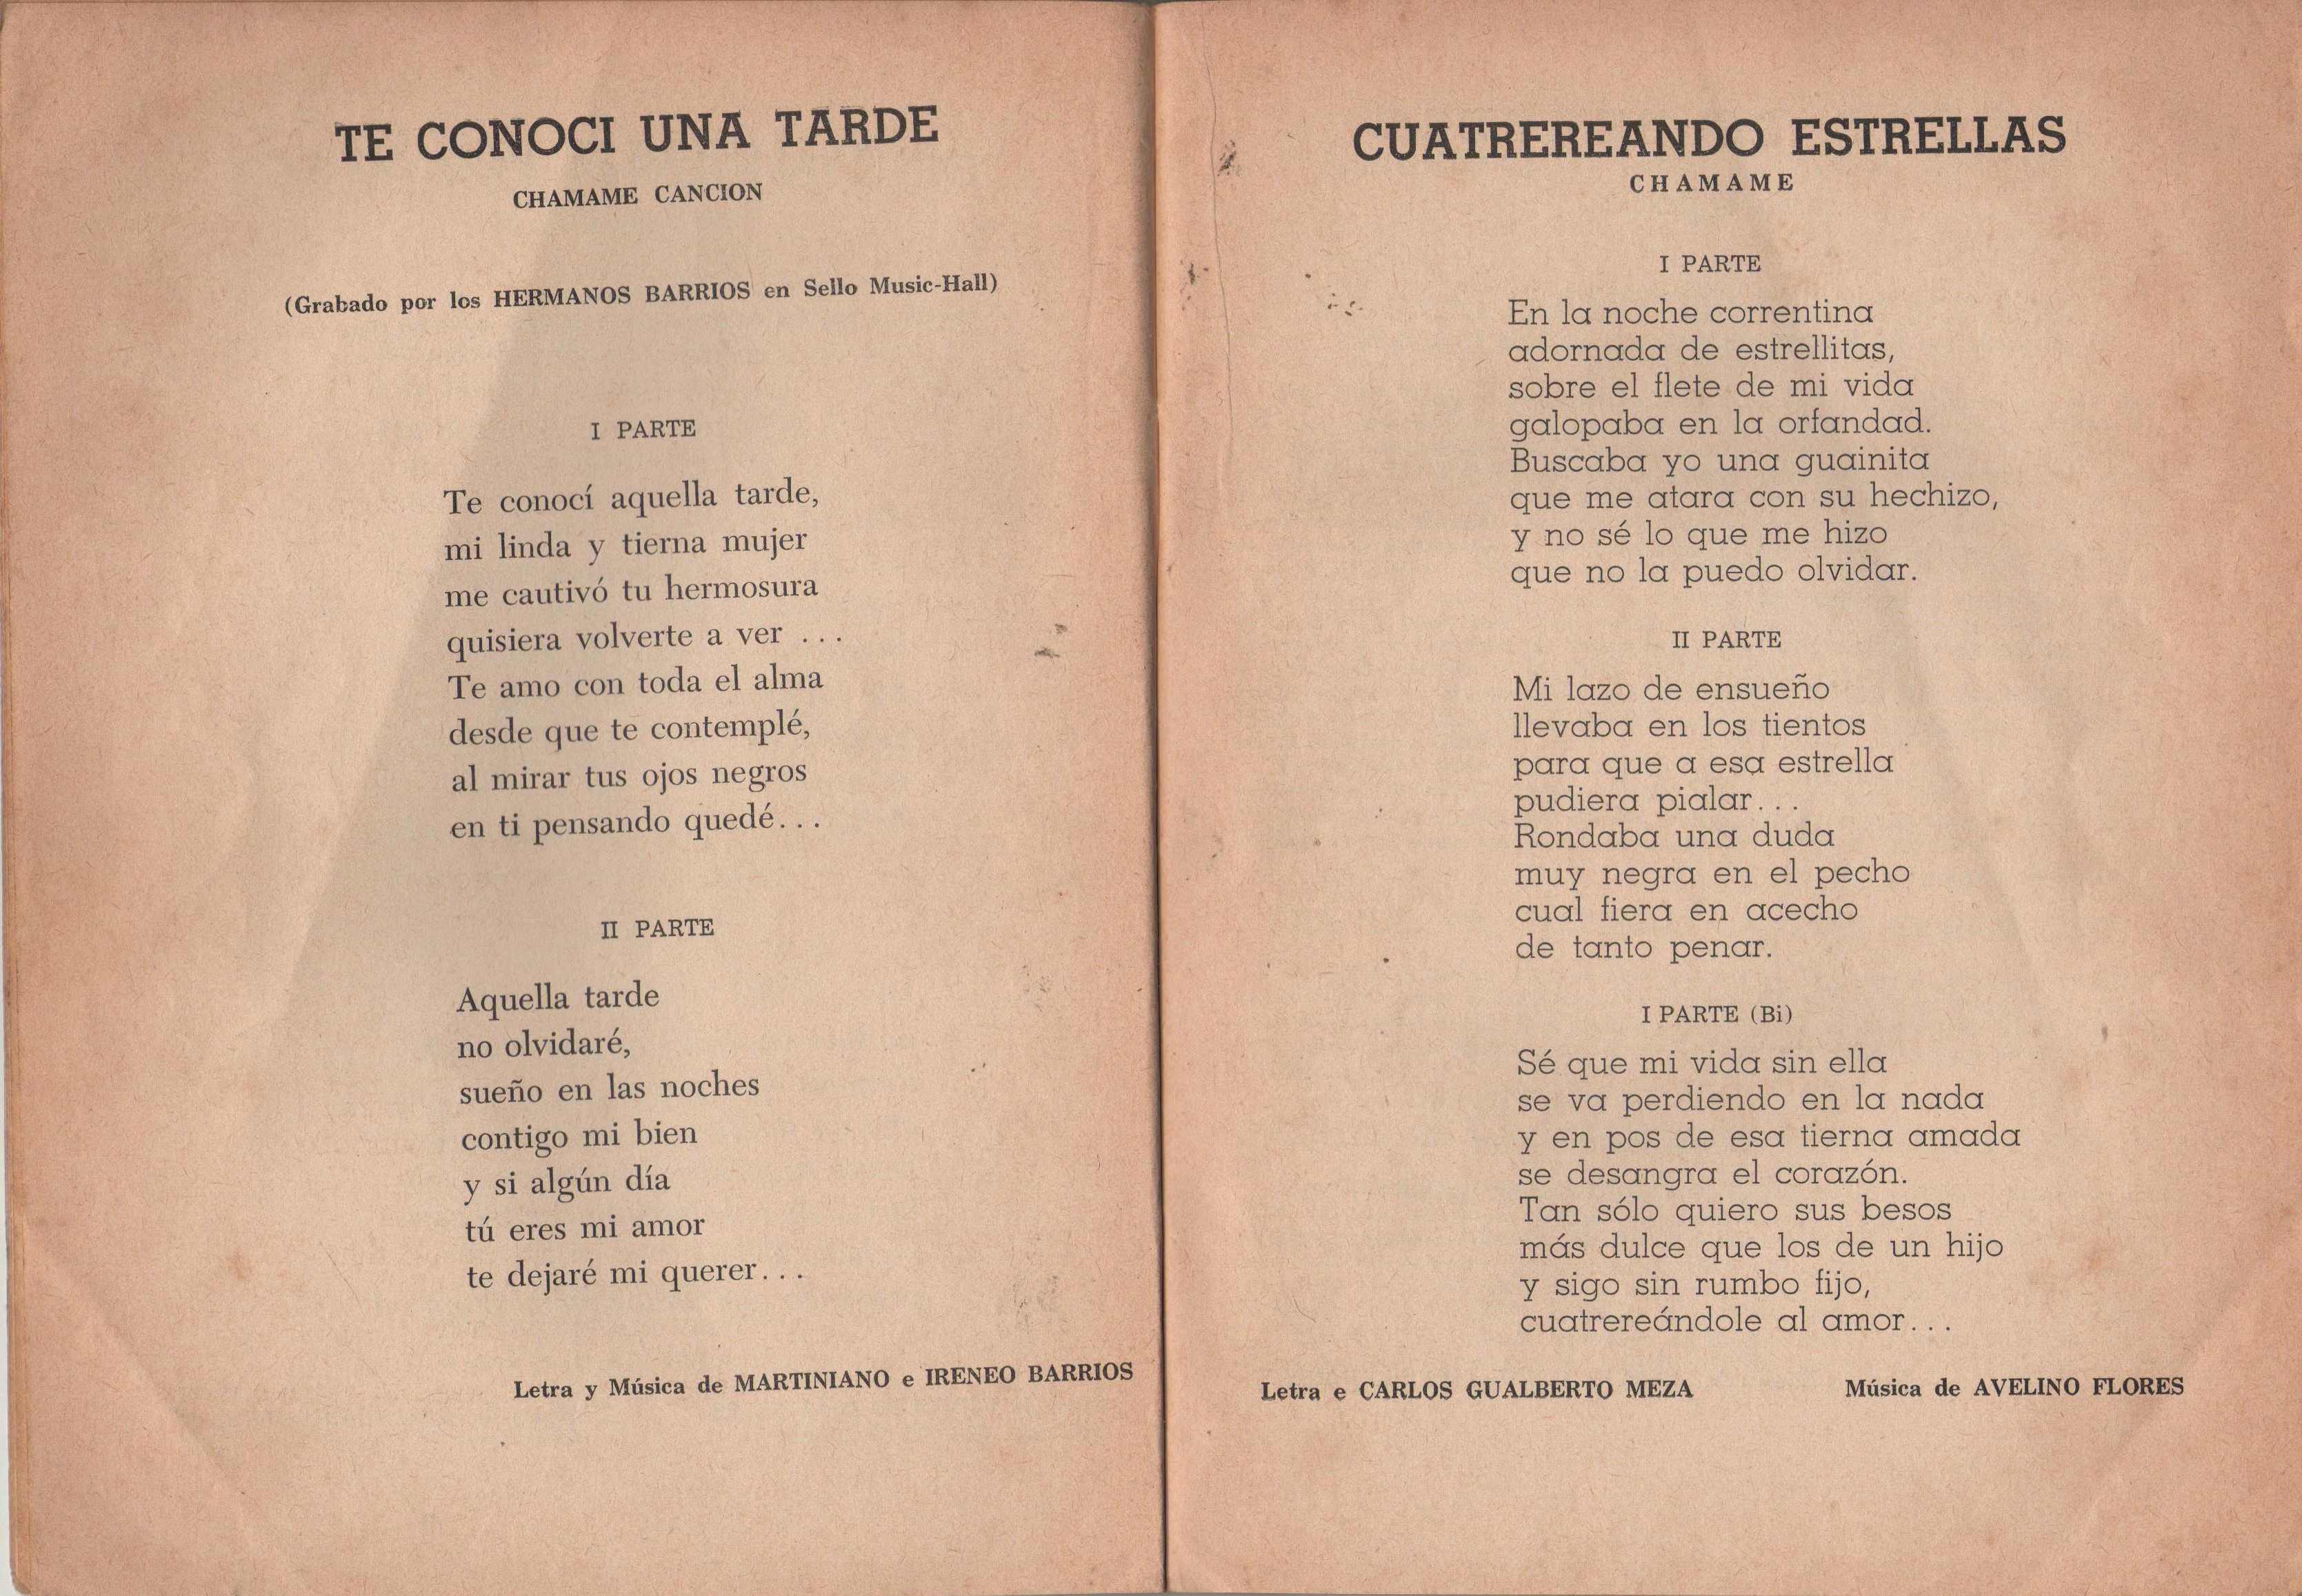 TE CONOCI UNA TARDE
CHAMAME CANCION
(Grabado por los HERMANOS BARRIOS en Sello Music-Hall)
I PARTE
Te conocí aquella tarde,
mi linda y tierna mujer
me cautivó tu hermosura
quisiera volverte a ver ...
Te amo con toda el alma
desde que te contemplé,
al mirar tus ojos negros
en ti pensando quedé...
II PARTE
Aquella tarde
no olvidaré,
sueño en las noches
contigo mi bien
y si algún día
tú eres mi amor
te dejaré mi querer...
Letra y Música de MARTINIANO e IRENEO BARRIOS
CUATREREANDO ESTRELLAS
CHAMAME
I PARTE
En la noche correntina
adornada de estrellitas,
sobre el flete de mi vida
galopaba en la orfandad.
Buscaba yo una guainita
que me atara con su hechizo,
y no sé lo que me hizo
que no la puedo olvidar.
II PARTE
Mi lazo de ensueño
llevaba en los tientos
para que a esa estrella
pudiera pialar...
Rondaba una duda
muy negra en el pecho
cual fiera en acecho
de tanto penar.
I PARTE (Bi)
Sé que mi vida sin ella
se va perdiendo en la nada
y en pos de esa tierna amada
se desangra el corazón.
Tan sólo quiero sus besos
más dulce que los de un hijo
y sigo sin rumbo fijo,
cuatrereándole al amor...
Letra e CARLOS GUALBERTO MEZA Música de AVELINO FLORES